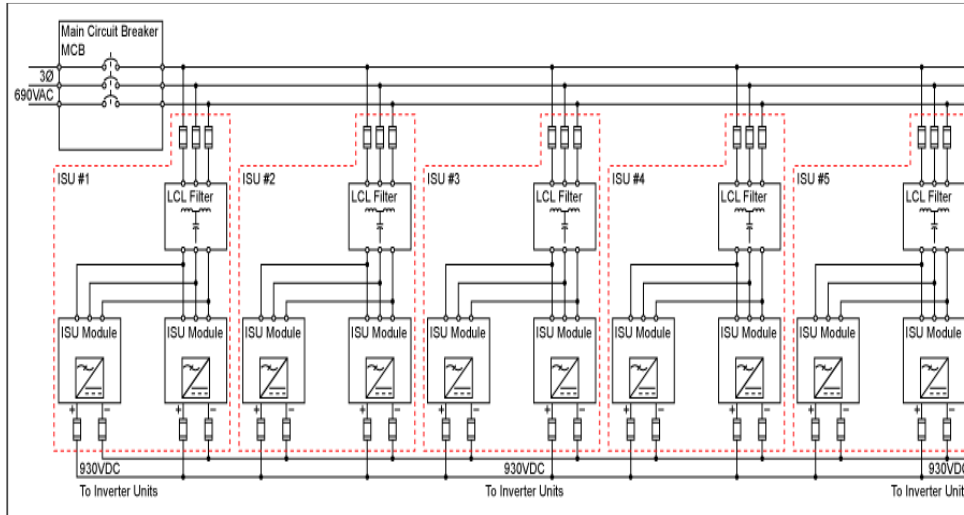 Main Circuit Breaker
MCB
3Ø
690VAC
ISU #1
ISU #2
ISU #3
ISU #4
ISU #5
LCL Filter
LCL Filter
LCL Filter
LCL Filter
LCL Filter
ISU Module
ISU Module
ISU Module
ISU Module
ISU Module
ISU Module
ISU Module
ISU Module
ISU Module
ISU Module
+ − + − + − + − + − + − + − + − + − + −
930VDC
930VDC
930VDC
To Inverter Units
To Inverter Units
To Inverter Unit